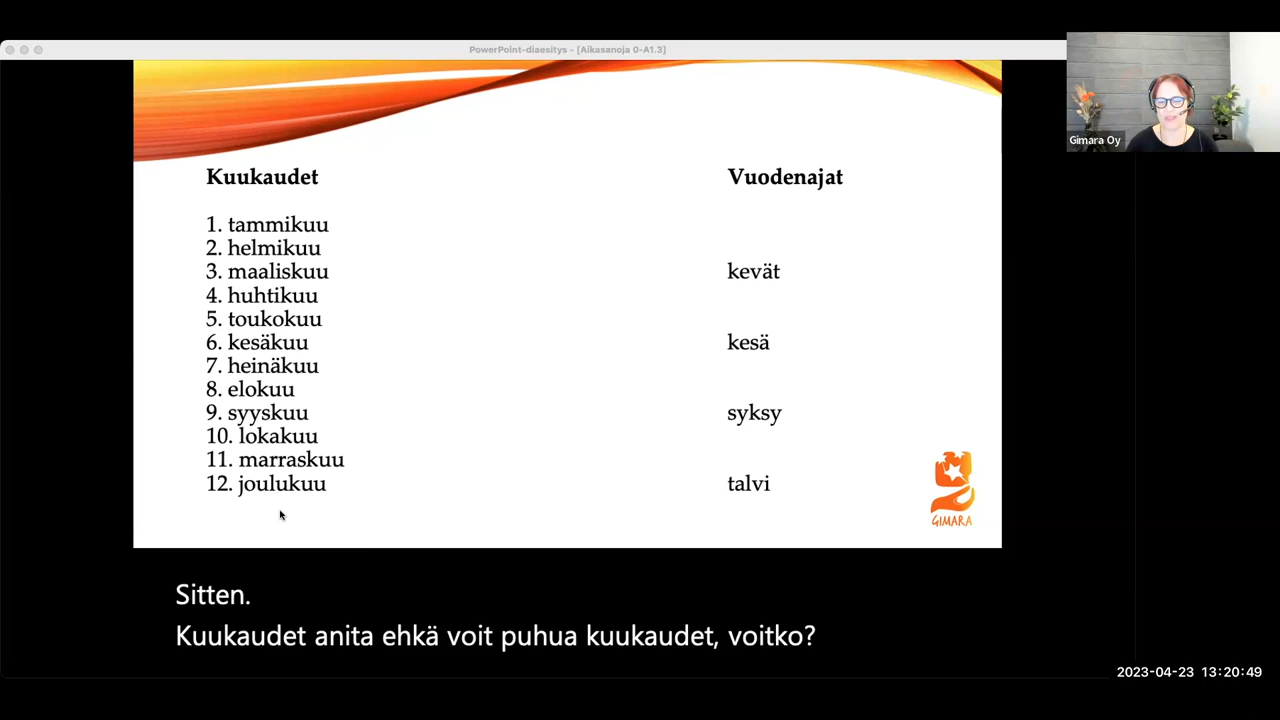 PowerPoint-diaesitys - [Aikasanoja 0-A1.3]
Gimara Oy
Kuukaudet
Vuodenajat
1. tammikuu
2. helmikuu
3. maaliskuu
kevät
4. huhtikuu
5. toukokuu
6. kesäkuu
kesä
7. heinäkuu
8. elokuu
9. syyskuu
syksy
10. lokakuu
11. marraskuu
12. joulukuu
talvi
GIMARA
Sitten.
Kuukaudet anita ehkä voit puhua kuukaudet, voitko?
2023-04-23 13:20:49